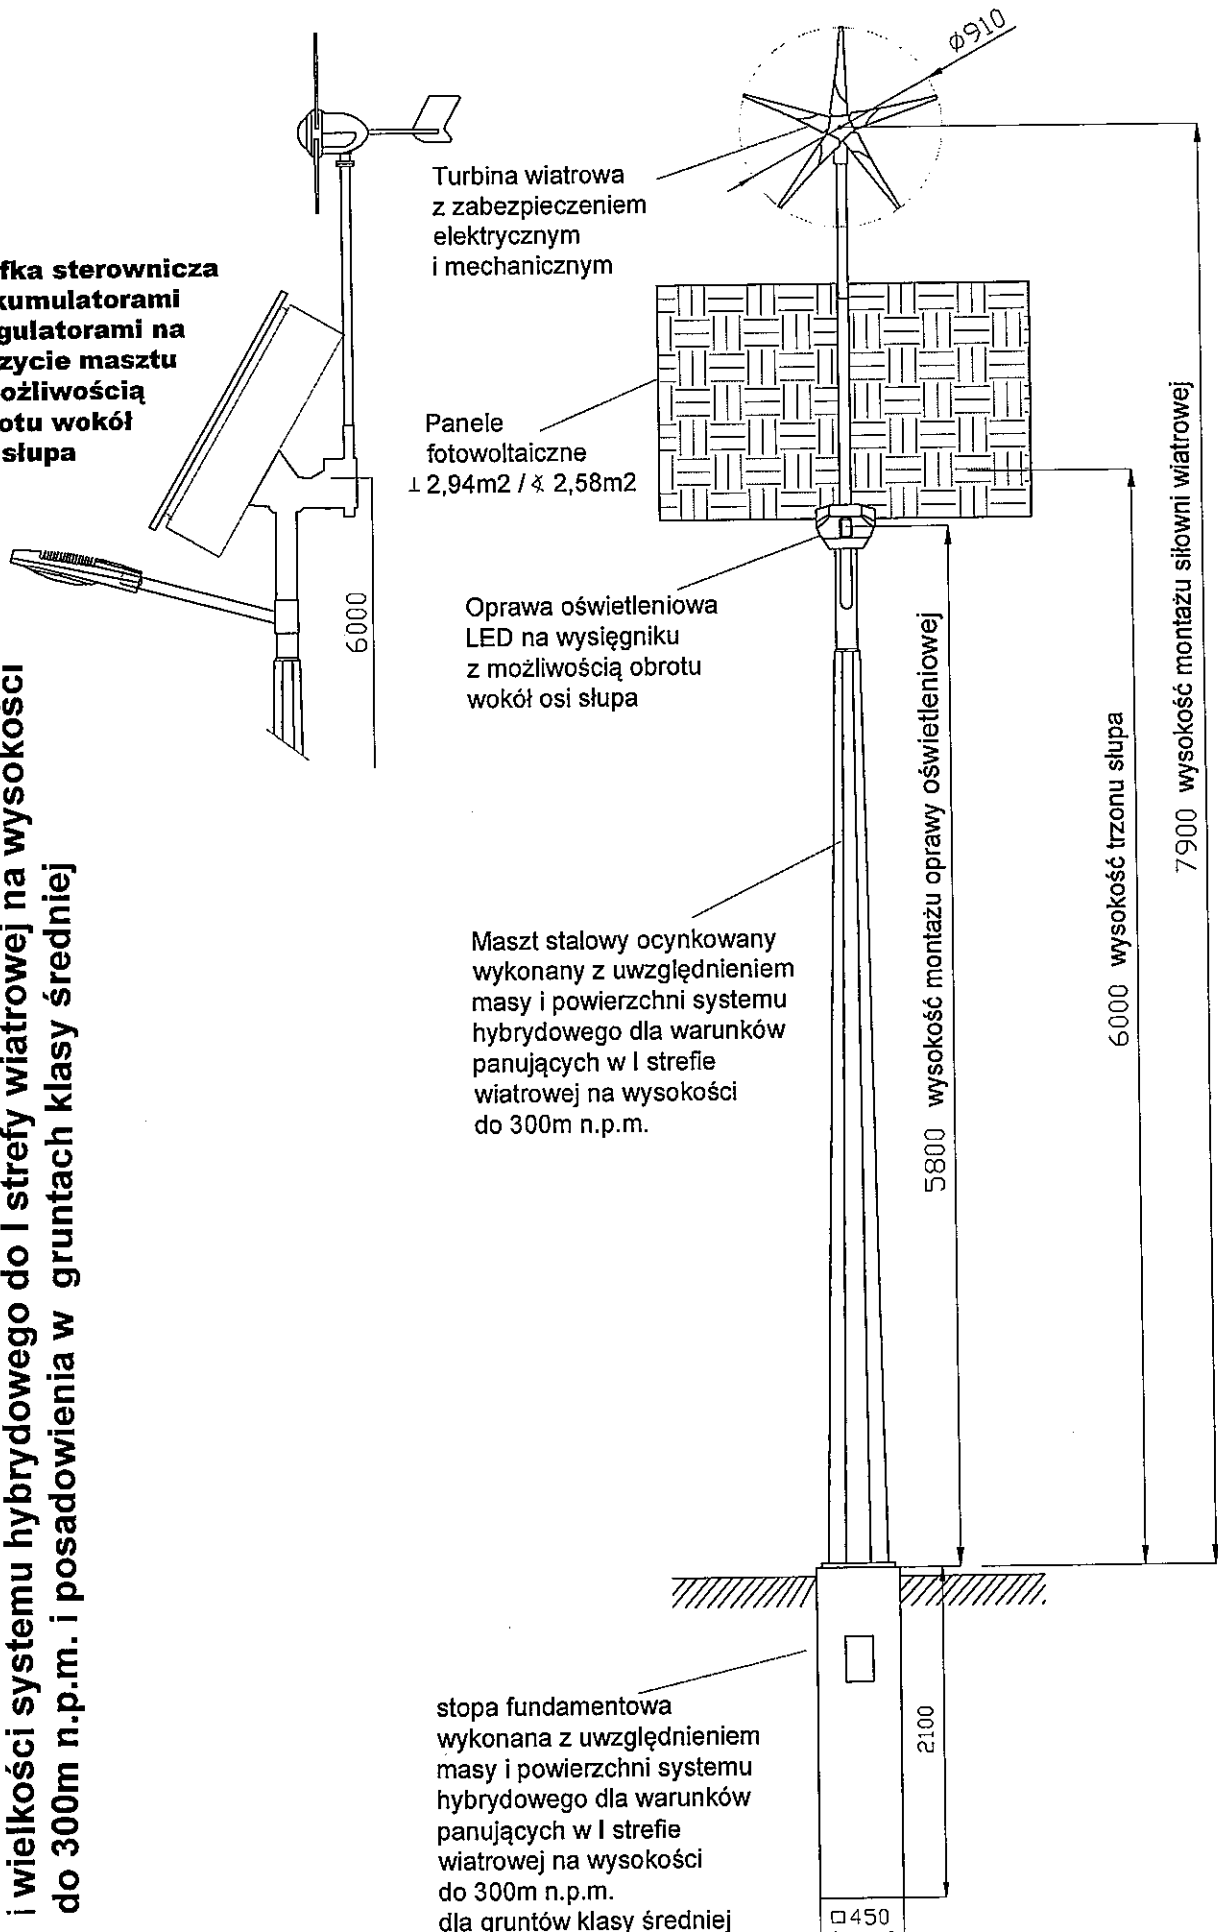 ø910
Turbina wiatrowa
z zabezpieczeniem
elektrycznym
i mechanicznym
fka sterownicza
kumulatorami
gulatorami na
zycie masztu
ożliwością
otu wokół
słupa
Panele
fotowoltaiczne
⊥ 2,94m2 / ∢ 2,58m2
6000
Oprawa oświetleniowa
LED na wysięgniku
z możliwością obrotu
wokół osi słupa
Maszt stalowy ocynkowany
wykonany z uwzględnieniem
masy i powierzchni systemu
hybrydowego dla warunków
panujących w I strefie
wiatrowej na wysokości
do 300m n.p.m.
5800 wysokość montażu oprawy oświetleniowej
6000 wysokość trzonu słupa
7900 wysokość montażu siłowni wiatrowej
i wielkości systemu hybrydowego do I strefy wiatrowej na wysokości
do 300m n.p.m. i posadowienia w gruntach klasy średniej
stopa fundamentowa
wykonana z uwzględnieniem
masy i powierzchni systemu
hybrydowego dla warunków
panujących w I strefie
wiatrowej na wysokości
do 300m n.p.m.
dla gruntów klasy średniej
2100
□450